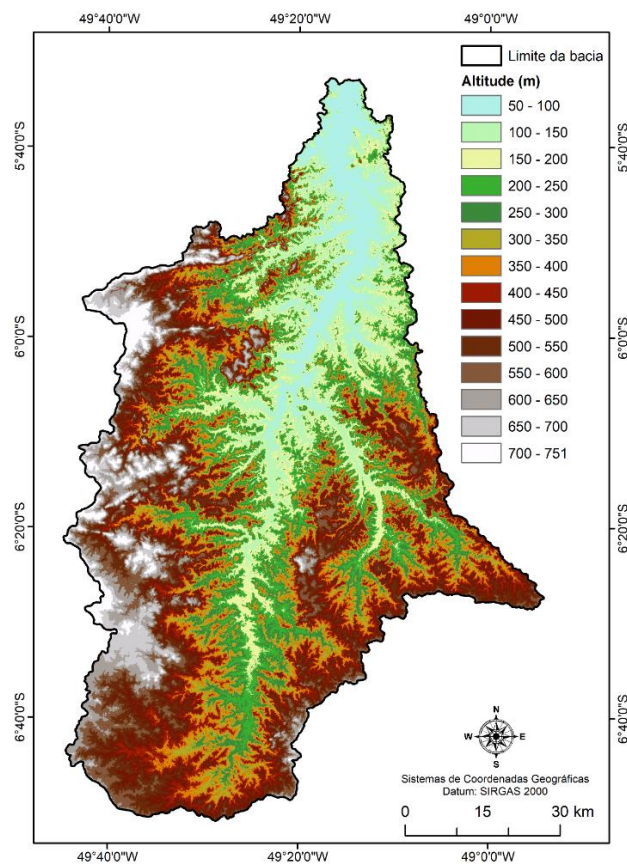 49°40'0"W 49°20'0"W 49°0'0"W
Limite da bacia
Altitude (m)
50 - 100
100 - 150
150 - 200
200 - 250
250 - 300
300 - 350
350 - 400
400 - 450
450 - 500
500 - 550
550 - 600
600 - 650
650 - 700
700 - 751
5°40'0"S 5°40'0"S
6°0'0"S 6°0'0"S
6°20'0"S 6°20'0"S
6°40'0"S 6°40'0"S
N
W E
S
Sistemas de Coordenadas Geográficas
Datum: SIRGAS 2000
0 15 30 km
49°40'0"W 49°20'0"W 49°0'0"W